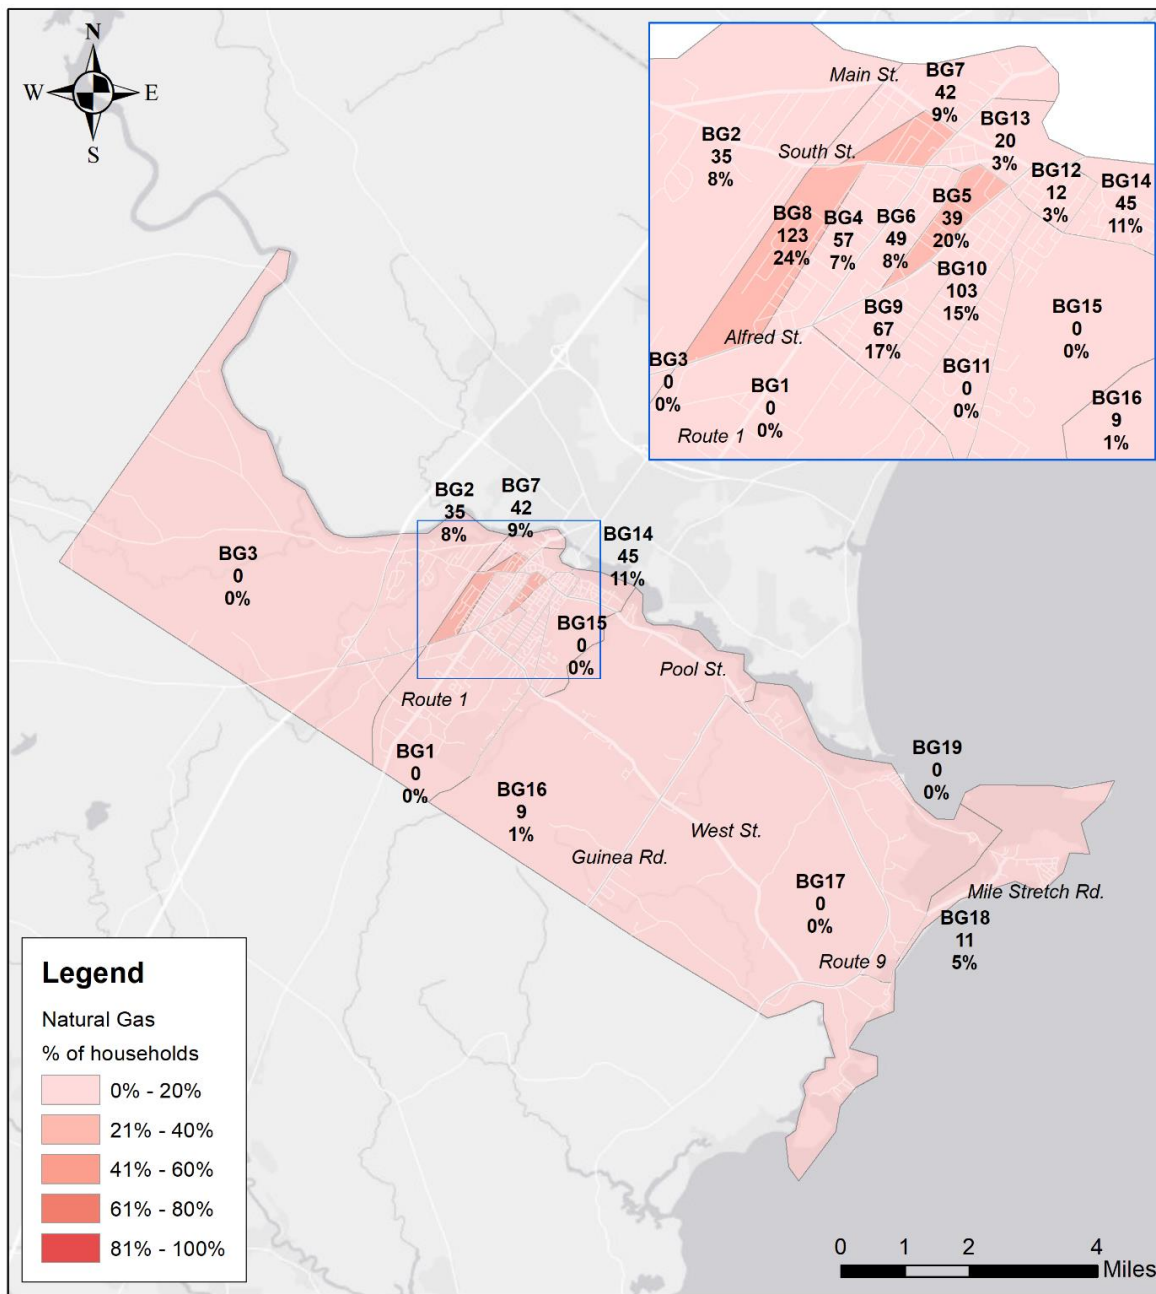 N
W
E
S
Main St.
BG7
42
9%
BG2
35
8%
South St.
BG13
20
3%
BG12
12
3%
BG14
45
11%
BG8
123
24%
BG4
57
7%
BG6
49
8%
BG5
39
20%
BG10
103
15%
BG9
67
17%
BG15
0
0%
Alfred St.
BG3
0
0%
BG1
0
0%
BG11
0
0%
BG16
9
1%
Route 1
BG2
35
8%
BG7
42
9%
BG14
45
11%
BG3
0
0%
BG15
0
0%
Pool St.
Route 1
BG1
0
0%
BG16
9
1%
BG19
0
0%
West St.
Guinea Rd.
BG17
0
0%
Mile Stretch Rd.
BG18
11
5%
Route 9
Legend
Natural Gas
% of households
0% - 20%
21% - 40%
41% - 60%
61% - 80%
81% - 100%
0 1 2 4
Miles